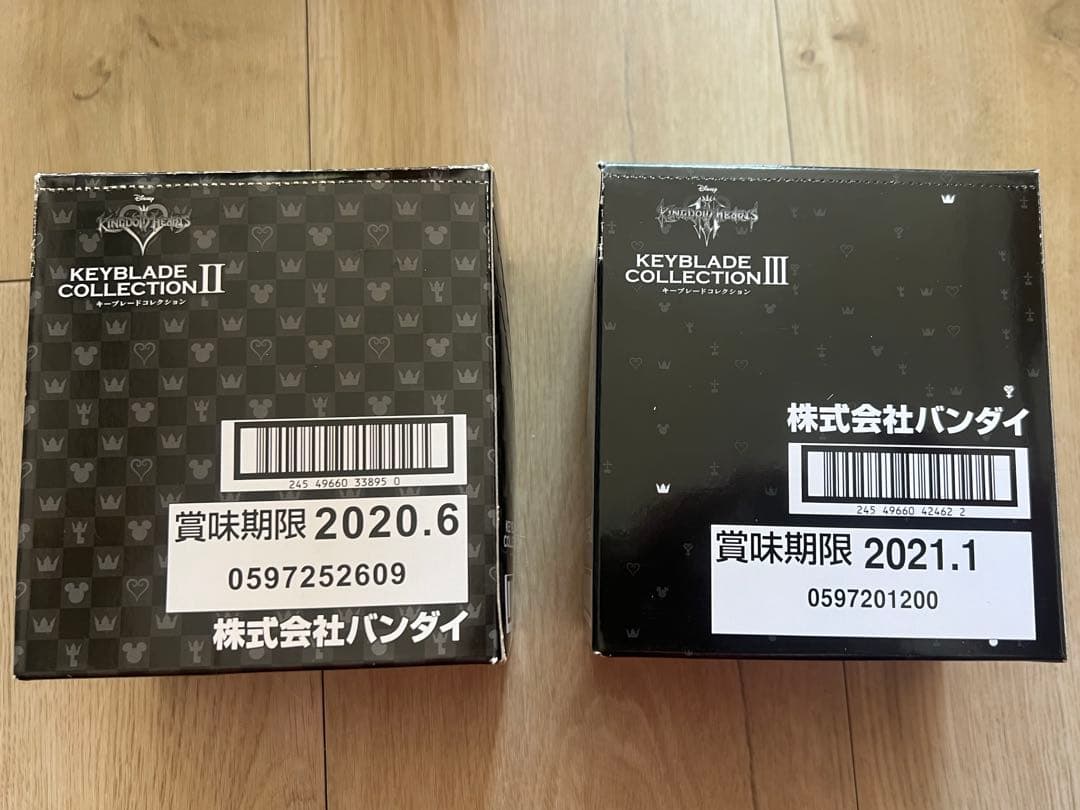 Disney
KINGDOM HEARTS
KEYBLADE
COLLECTION II
キーブレードコレクション
245 49660 33895 0
賞味期限 2020.6
0597252609
株式会社バンダイ
Disney
KINGDOM HEARTS
KEYBLADE
COLLECTION III
キーブレードコレクション
株式会社バンダイ
245 49660 42462 2
賞味期限 2021.1
0597201200